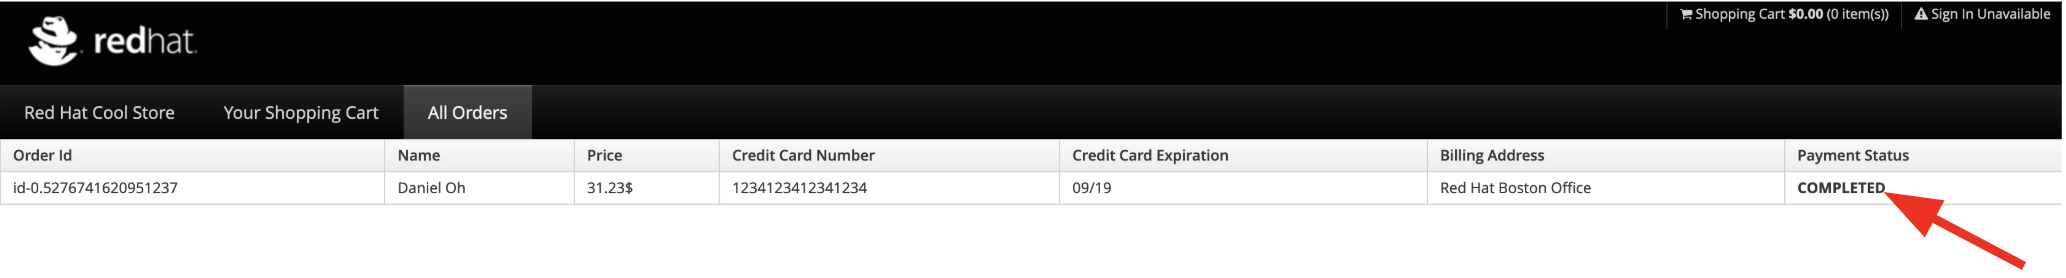 Shopping Cart $0.00 (0 item(s)) Sign In Unavailable
redhat.
Red Hat Cool Store Your Shopping Cart All Orders
Order Id Name Price Credit Card Number Credit Card Expiration Billing Address Payment Status
id-0.5276741620951237 Daniel Oh 31.23$ 1234123412341234 09/19 Red Hat Boston Office COMPLETED